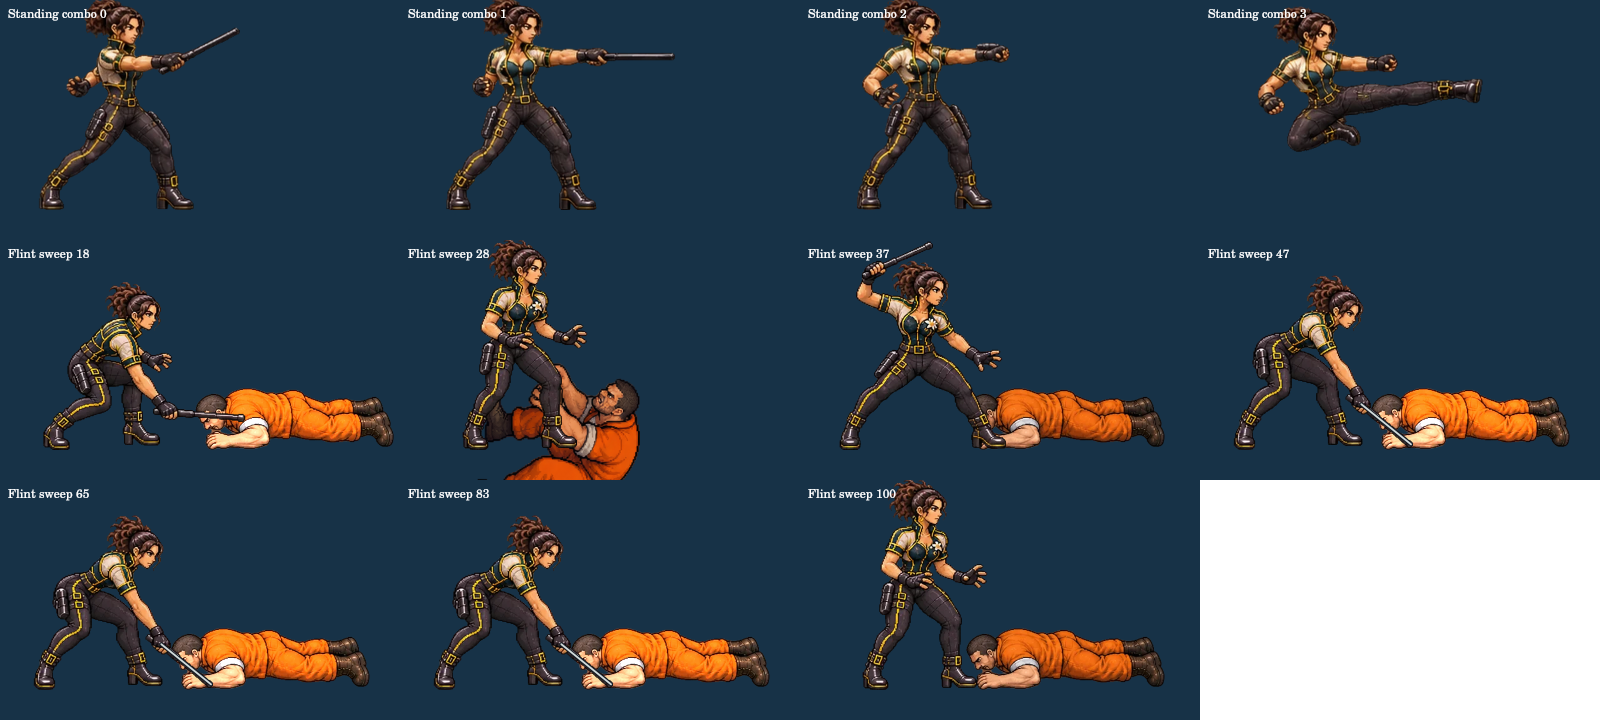 Standing combo 0
Standing combo 1
Standing combo 2
Standing combo 3
Flint sweep 18
Flint sweep 28
Flint sweep 37
Flint sweep 47
Flint sweep 65
Flint sweep 83
Flint sweep 100